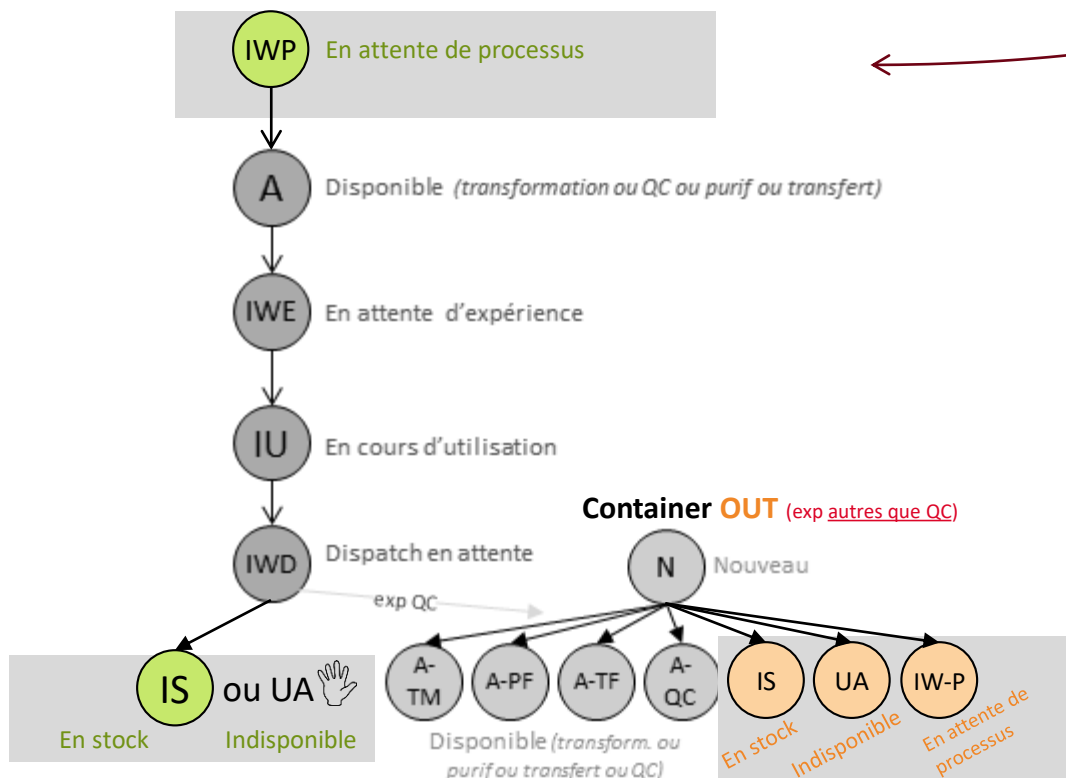 IWP En attente de processus
A Disponible (transformation ou QC ou purif ou transfert)
IWE En attente d’expérience
IU En cours d’utilisation
Container OUT (exp autres que QC)
IWD Dispatch en attente
N Nouveau
exp QC
IS ou UA
En stock Indisponible
A-
TM
A-PF
A-TF
A-
QC
Disponible (transform. ou
purif ou transfert ou QC)
IS
UA
IW-P
En stock
Indisponible
En attente de
processus